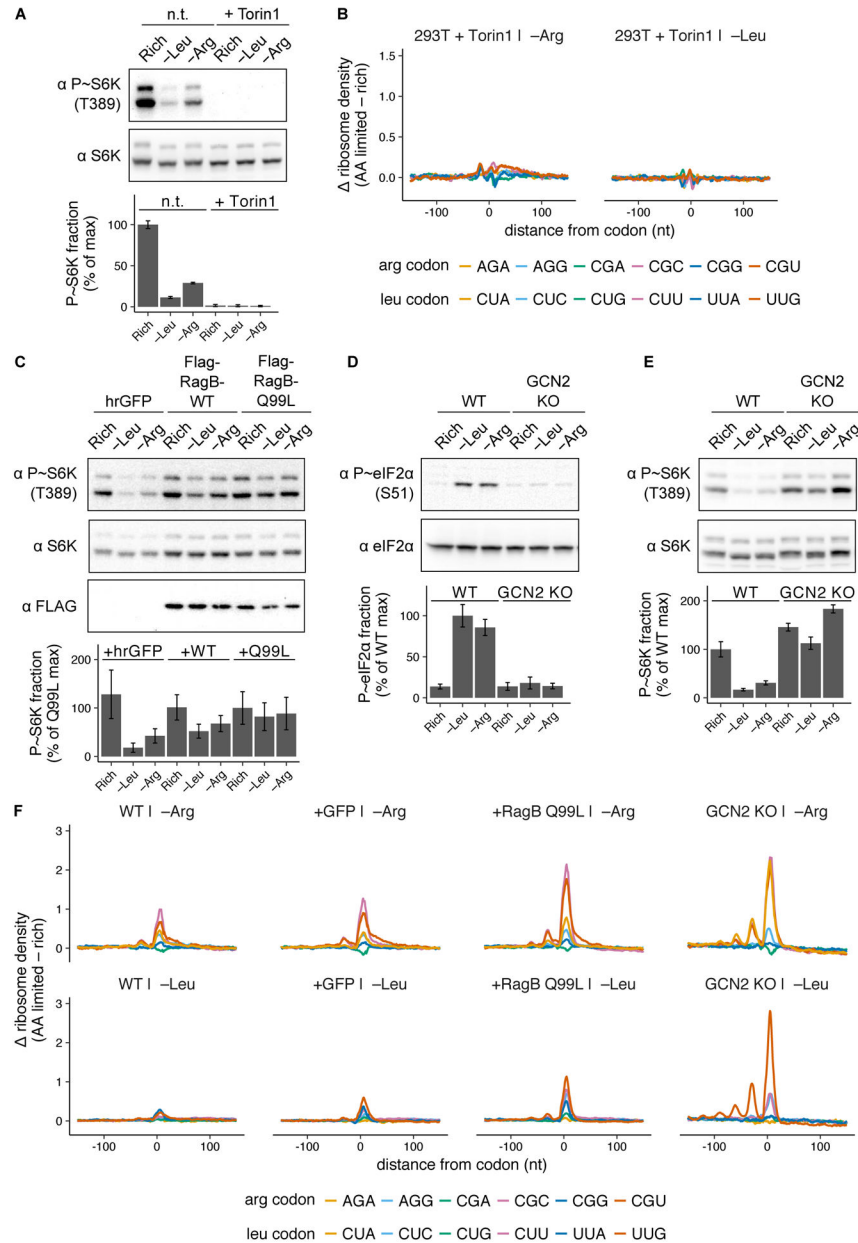 A
n.t. + Torin1
Rich –Leu –Arg Rich –Leu –Arg
α P~S6K
(T389)
α S6K
n.t. + Torin1
P~S6K fraction
(% of max)
100
50
0
Rich –Leu –Arg Rich –Leu –Arg
B
293T + Torin1 I –Arg 293T + Torin1 I –Leu
Δ ribosome density
(AA limited – rich)
1.5
1.0
0.5
0.0
-100 0 100 -100 0 100
distance from codon (nt)
arg codon AGA AGG CGA CGC CGG CGU
leu codon CUA CUC CUG CUU UUA UUG
C
hrGFP
Flag-
RagB-
WT
Flag-
RagB-
Q99L
Rich –Leu –Arg Rich –Leu –Arg Rich –Leu –Arg
α P~S6K
(T389)
α S6K
α FLAG
+hrGFP +WT +Q99L
P~S6K fraction
(% of Q99L max)
200
100
0
Rich –Leu –Arg Rich –Leu –Arg Rich –Leu –Arg
D
WT
GCN2
KO
Rich –Leu –Arg Rich –Leu –Arg
α P~eIF2α
(S51)
α eIF2α
WT GCN2 KO
P~eIF2α fraction
(% of WT max)
100
50
0
Rich –Leu –Arg Rich –Leu –Arg
E
WT
GCN2
KO
Rich –Leu –Arg Rich –Leu –Arg
α P~S6K
(T389)
α S6K
WT GCN2 KO
P~S6K fraction
(% of WT max)
200
100
0
Rich –Leu –Arg Rich –Leu –Arg
F
WT I –Arg +GFP I –Arg +RagB Q99L I –Arg GCN2 KO I –Arg
Δ ribosome density
(AA limited – rich)
3
2
1
0
WT I –Leu +GFP I –Leu +RagB Q99L I –Leu GCN2 KO I –Leu
3
2
1
0
-100 0 100 -100 0 100 -100 0 100 -100 0 100
distance from codon (nt)
arg codon AGA AGG CGA CGC CGG CGU
leu codon CUA CUC CUG CUU UUA UUG